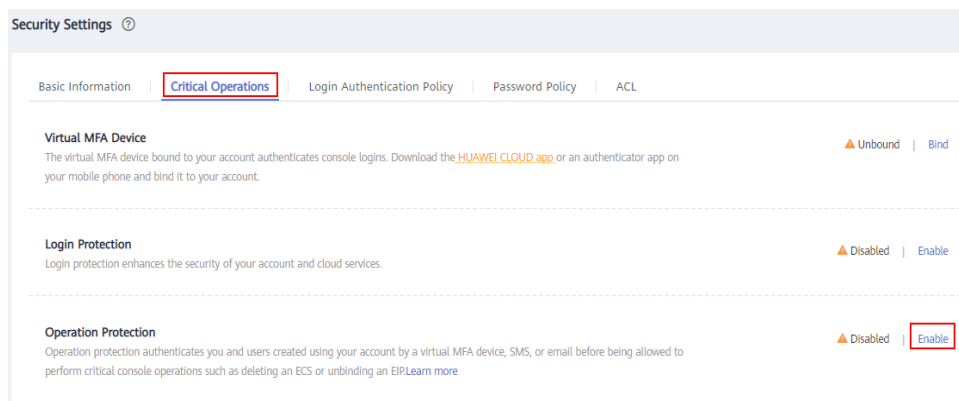 Security Settings ?
Basic Information | Critical Operations | Login Authentication Policy | Password Policy | ACL
Virtual MFA Device
The virtual MFA device bound to your account authenticates console logins. Download the HUAWEI CLOUD app or an authenticator app on
your mobile phone and bind it to your account.
Unbound | Bind
Login Protection
Login protection enhances the security of your account and cloud services.
Disabled | Enable
Operation Protection
Operation protection authenticates you and users created using your account by a virtual MFA device, SMS, or email before being allowed to
perform critical console operations such as deleting an ECS or unbinding an EIP.Learn more
Disabled | Enable